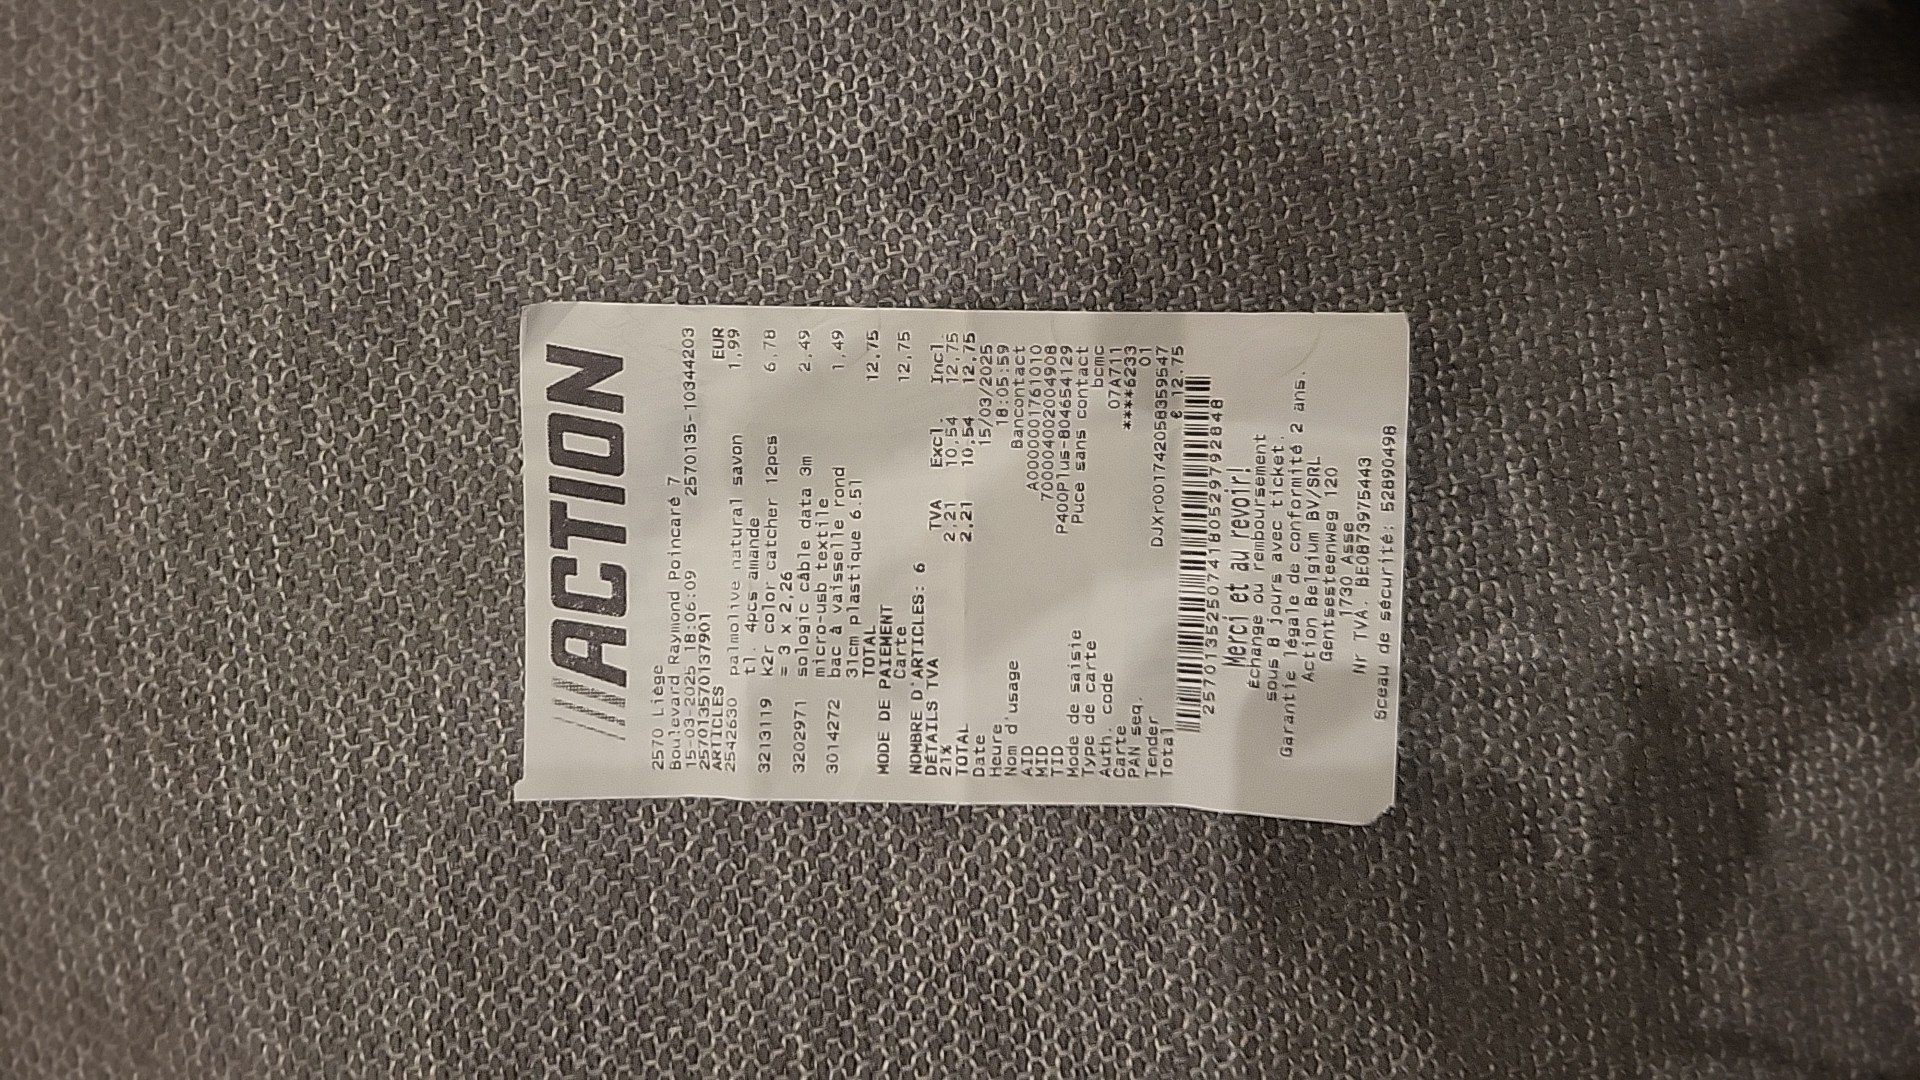 ACTION
2570 Liège
Boulevard Raymond Poincaré 7
15-03-2025 18:06:09 2570135-10344203
2570135701379​01
ARTICLES EUR
2542630 palmolive natural savon 1,99
tl. 4pcs amande
3213119 k2r color catcher 12pcs
= 3 x 2,26 6,78
3202971 sologic câble data 3m 2,49
micro-usb textile
3014272 bac à vaisselle rond 1,49
31cm plastique 6.5l
TOTAL 12,75
MODE DE PAIEMENT
Carte 12,75
NOMBRE D'ARTICLES: 6
DÉTAILS TVA TVA Excl. Incl.
21% 2,21 10,54 12,75
TOTAL 2,21 10,54 12,75
Date 15/03/2025
Heure 18:05:59
Nom d'usage Bancontact
AID A0000001761010
MID 70000402004908
TID P400Plus-804654129
Mode de saisie Puce sans contact
Type de carte bcmc
Auth. code 07A711
Carte ****6233
PAN seq. 01
Tender DJXr001742058359547
Total € 12.75
2570135252507418052979284​8
Merci et au revoir!
Échange ou remboursement
sous 8 jours avec ticket.
Garantie légale de conformité 2 ans.
Action Belgium BV/SRL
Gentsesteenweg 120
1730 Asse
Nr TVA. BE0873975443
Sceau de sécurité: 52890498